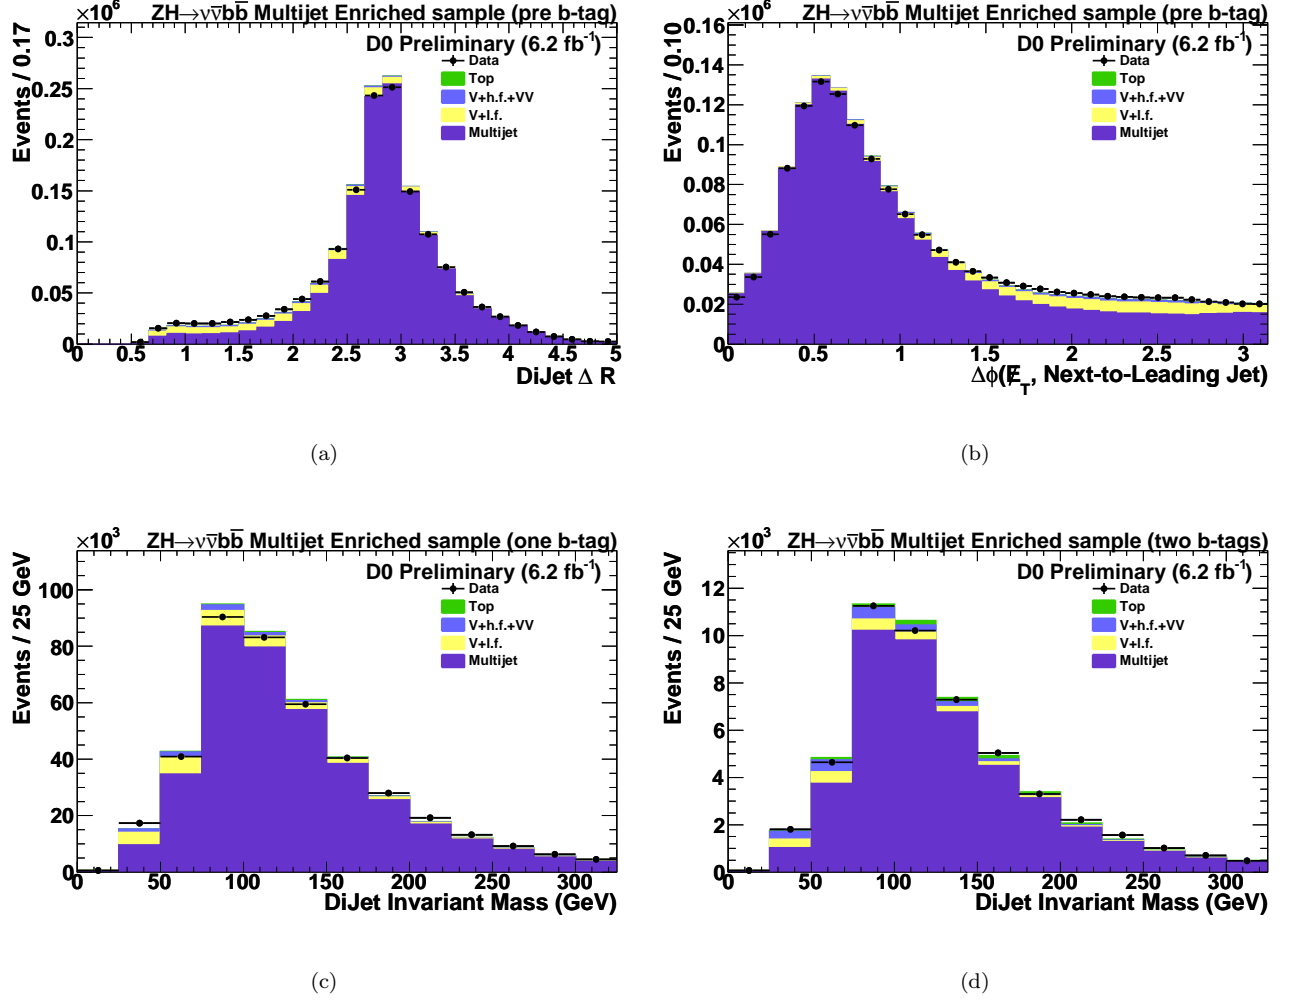 ×10⁶ ZH→νν̅bb̅ Multijet Enriched sample (pre b-tag)
D0 Preliminary (6.2 fb⁻¹)
Data
Top
V+h.f.+VV
V+l.f.
Multijet
Events / 0.17
0.3
0.25
0.2
0.15
0.1
0.05
0
0 0.5 1 1.5 2 2.5 3 3.5 4 4.5 5
DiJet Δ R
(a)
×10⁶ ZH→νν̅bb̅ Multijet Enriched sample (pre b-tag)
D0 Preliminary (6.2 fb⁻¹)
Data
Top
V+h.f.+VV
V+l.f.
Multijet
Events / 0.10
0.16
0.14
0.12
0.1
0.08
0.06
0.04
0.02
0
0 0.5 1 1.5 2 2.5 3
Δϕ(E̸_T, Next-to-Leading Jet)
(b)
×10³ ZH→νν̅bb̅ Multijet Enriched sample (one b-tag)
D0 Preliminary (6.2 fb⁻¹)
Data
Top
V+h.f.+VV
V+l.f.
Multijet
Events / 25 GeV
100
80
60
40
20
0
0 50 100 150 200 250 300
DiJet Invariant Mass (GeV)
(c)
×10³ ZH→νν̅bb̅ Multijet Enriched sample (two b-tags)
D0 Preliminary (6.2 fb⁻¹)
Data
Top
V+h.f.+VV
V+l.f.
Multijet
Events / 25 GeV
12
10
8
6
4
2
0
0 50 100 150 200 250 300
DiJet Invariant Mass (GeV)
(d)